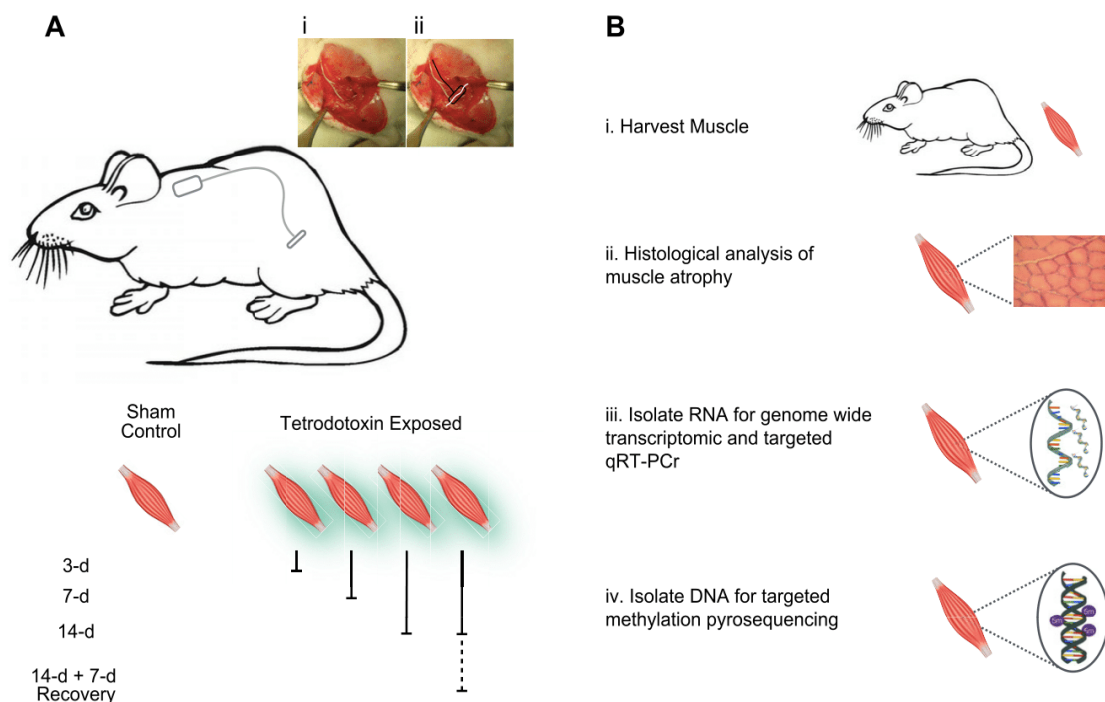 A
i
ii
Sham
Control
Tetrodotoxin Exposed
3-d
7-d
14-d
14-d + 7-d
Recovery
B
i. Harvest Muscle
ii. Histological analysis of
muscle atrophy
iii. Isolate RNA for genome wide
transcriptomic and targeted
qRT-PCr
iv. Isolate DNA for targeted
methylation pyrosequencing